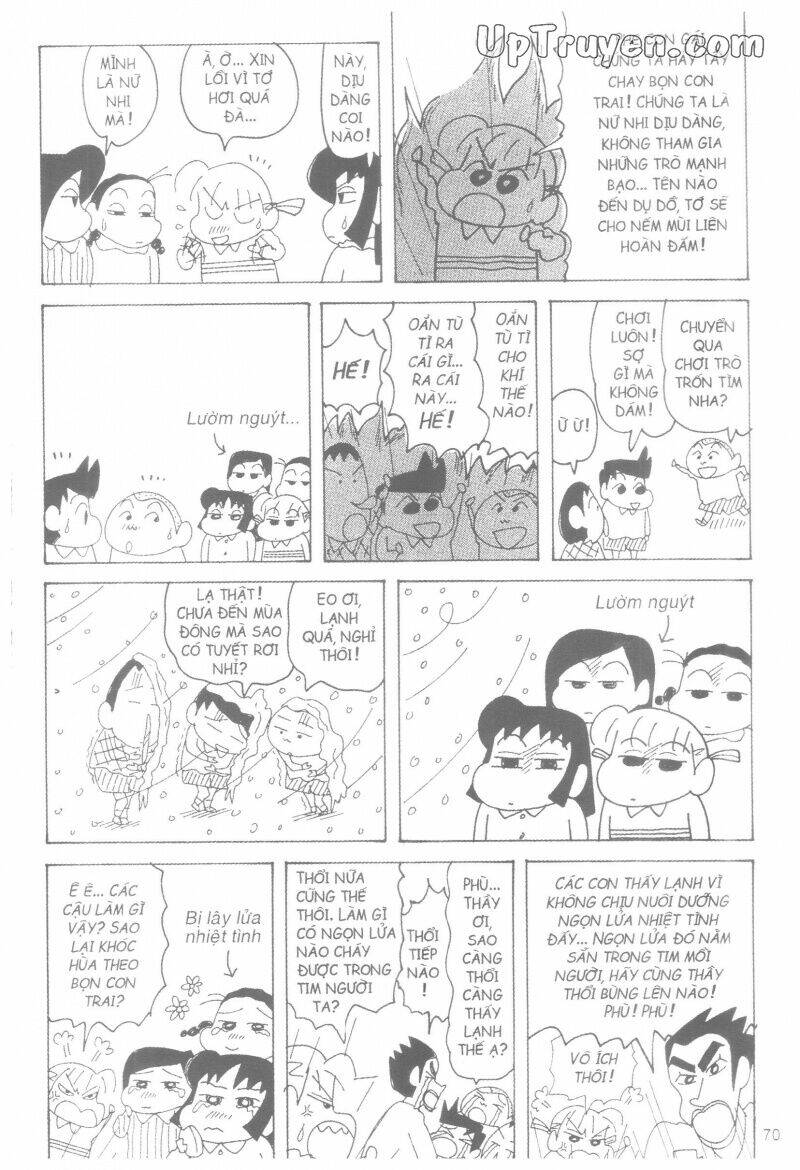 UpTruyen.com
CHÚNG TA HÃY TẨY
CHAY BỌN CON
TRAI! CHÚNG TA LÀ
NỮ NHI DỊU DÀNG,
KHÔNG THAM GIA
NHỮNG TRÒ MẠNH
BẠO... TÊN NÀO
ĐẾN DỤ DỖ, TỚ SẼ
CHO NẾM MÙI LIÊN
HOÀN ĐẤM!
NÀY,
DỊU
DÀNG
COI
NÀO!
À, Ờ... XIN
LỖI VÌ TỚ
HƠI QUÁ
ĐÀ...
MÌNH
LÀ NỮ
NHI
MÀ!
CHUYỂN
QUA
CHƠI TRÒ
TRỐN TÌM
NHA?
CHƠI
LUÔN!
SỢ
GÌ MÀ
KHÔNG
DÁM!
Ừ Ừ!
OẲN
TÙ TÌ
CHO
KHÍ
THẾ
NÀO!
OẲN TÙ
TÌ RA
CÁI GÌ...
RA CÁI
NÀY...
HẾ!
HẾ!
Lườm nguýt...
Lườm nguýt
EO ƠI,
LẠNH
QUÁ, NGHỈ
THÔI!
LẠ THẬT!
CHƯA ĐẾN MÙA
ĐÔNG MÀ SAO
CÓ TUYẾT RƠI
NHỈ?
CÁC CON THẤY LẠNH VÌ
KHÔNG CHỊU NUÔI DƯỠNG
NGỌN LỬA NHIỆT TÌNH
ĐẤY... NGỌN LỬA ĐÓ NẰM
SẴN TRONG TIM MỖI
NGƯỜI, HÃY CÙNG THẦY
THỔI BÙNG LÊN NÀO!
PHÙ! PHÙ!
VÔ ÍCH
THÔI!
PHÙ...
THẦY
ƠI,
SAO
CÀNG
THỔI
CÀNG
THẤY
LẠNH
THẾ Ạ?
THỔI
TIẾP
NÀO
!
THỔI NỮA
CŨNG THẾ
THÔI. LÀM GÌ
CÓ NGỌN LỬA
NÀO CHÁY
ĐƯỢC TRONG
TIM NGƯỜI
TA?
Bị lây lửa
nhiệt tình
Ê Ê... CÁC
CẬU LÀM GÌ
VẬY? SAO
LẠI KHÓC
HÙA THEO
BỌN CON
TRAI?
70